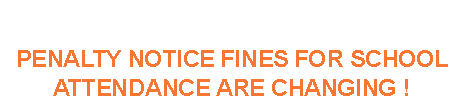 PENALTY NOTICE FINES FOR SCHOOL
ATTENDANCE ARE CHANGING !